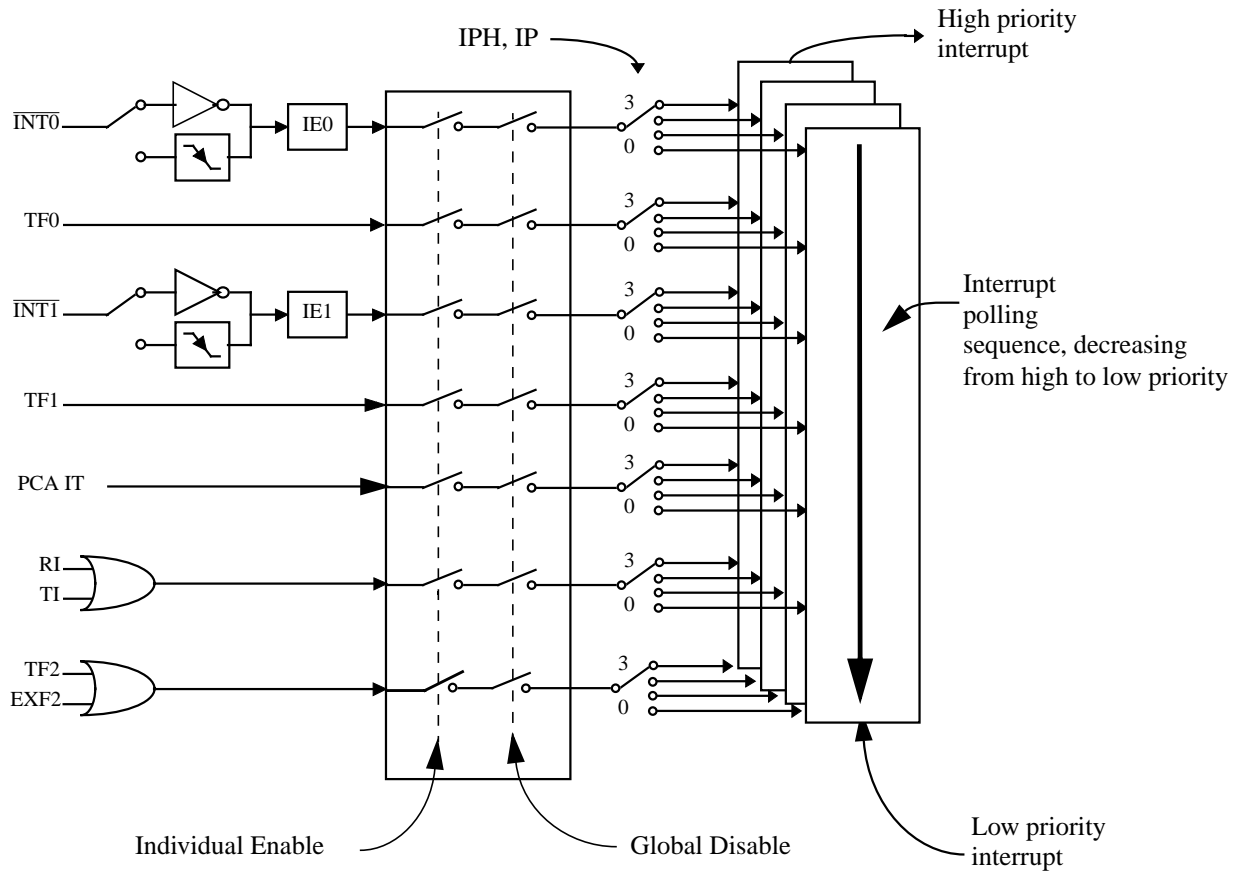 High priority
interrupt
IPH, IP
INT0
IE0
3
0
TF0
3
0
INT1
IE1
3
0
Interrupt
polling
sequence, decreasing
from high to low priority
TF1
3
0
PCA IT
3
0
RI
TI
3
0
TF2
EXF2
3
0
Individual Enable
Global Disable
Low priority
interrupt